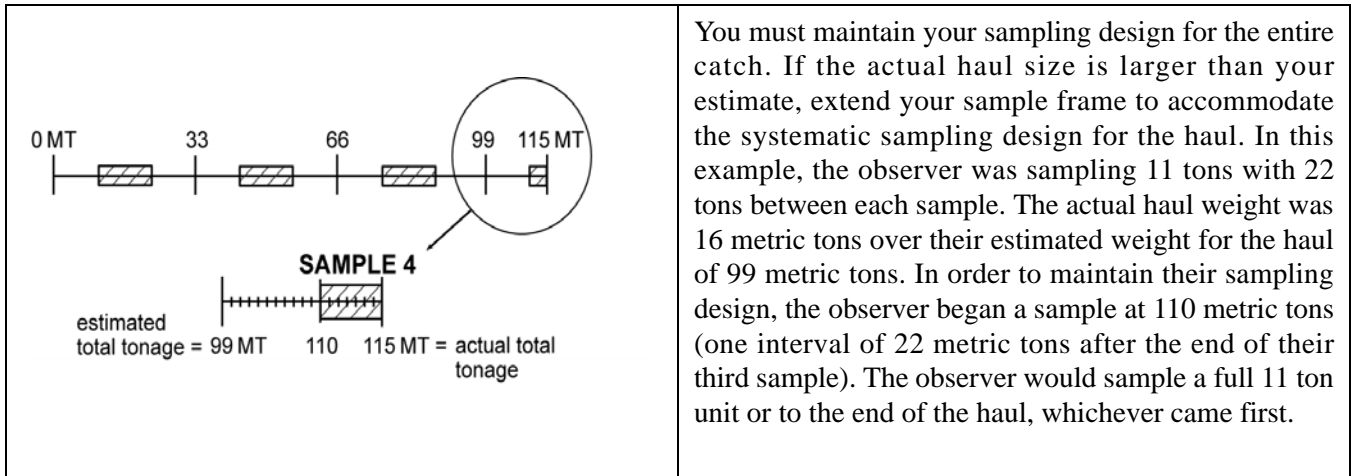 0 MT 33 66 99 115 MT
SAMPLE 4
estimated
total tonage = 99 MT 110 115 MT = actual total
tonage
You must maintain your sampling design for the entire
catch. If the actual haul size is larger than your
estimate, extend your sample frame to accommodate
the systematic sampling design for the haul. In this
example, the observer was sampling 11 tons with 22
tons between each sample. The actual haul weight was
16 metric tons over their estimated weight for the haul
of 99 metric tons. In order to maintain their sampling
design, the observer began a sample at 110 metric tons
(one interval of 22 metric tons after the end of their
third sample). The observer would sample a full 11 ton
unit or to the end of the haul, whichever came first.